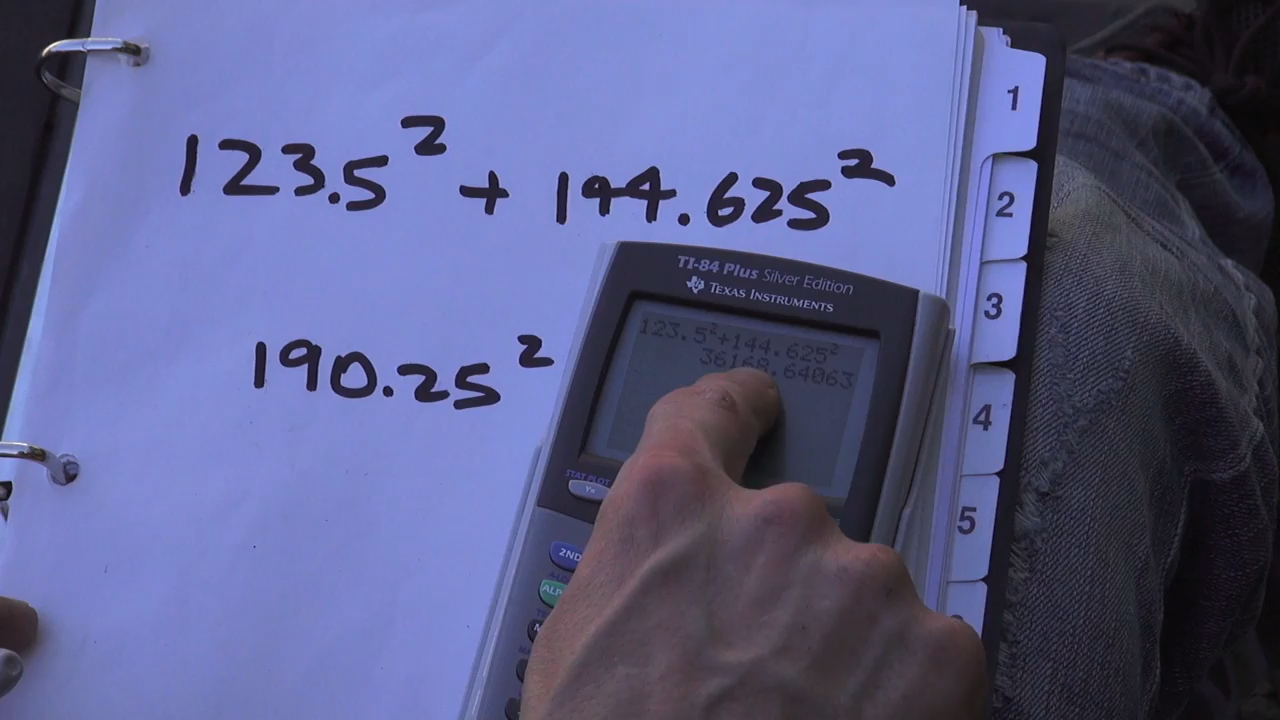 123.5² + 144.625²
190.25²
TI-84 Plus Silver Edition
TEXAS INSTRUMENTS
123.5²+144.625²
36168.64063
STAT PLOT
Y=
2ND
1
2
3
4
5